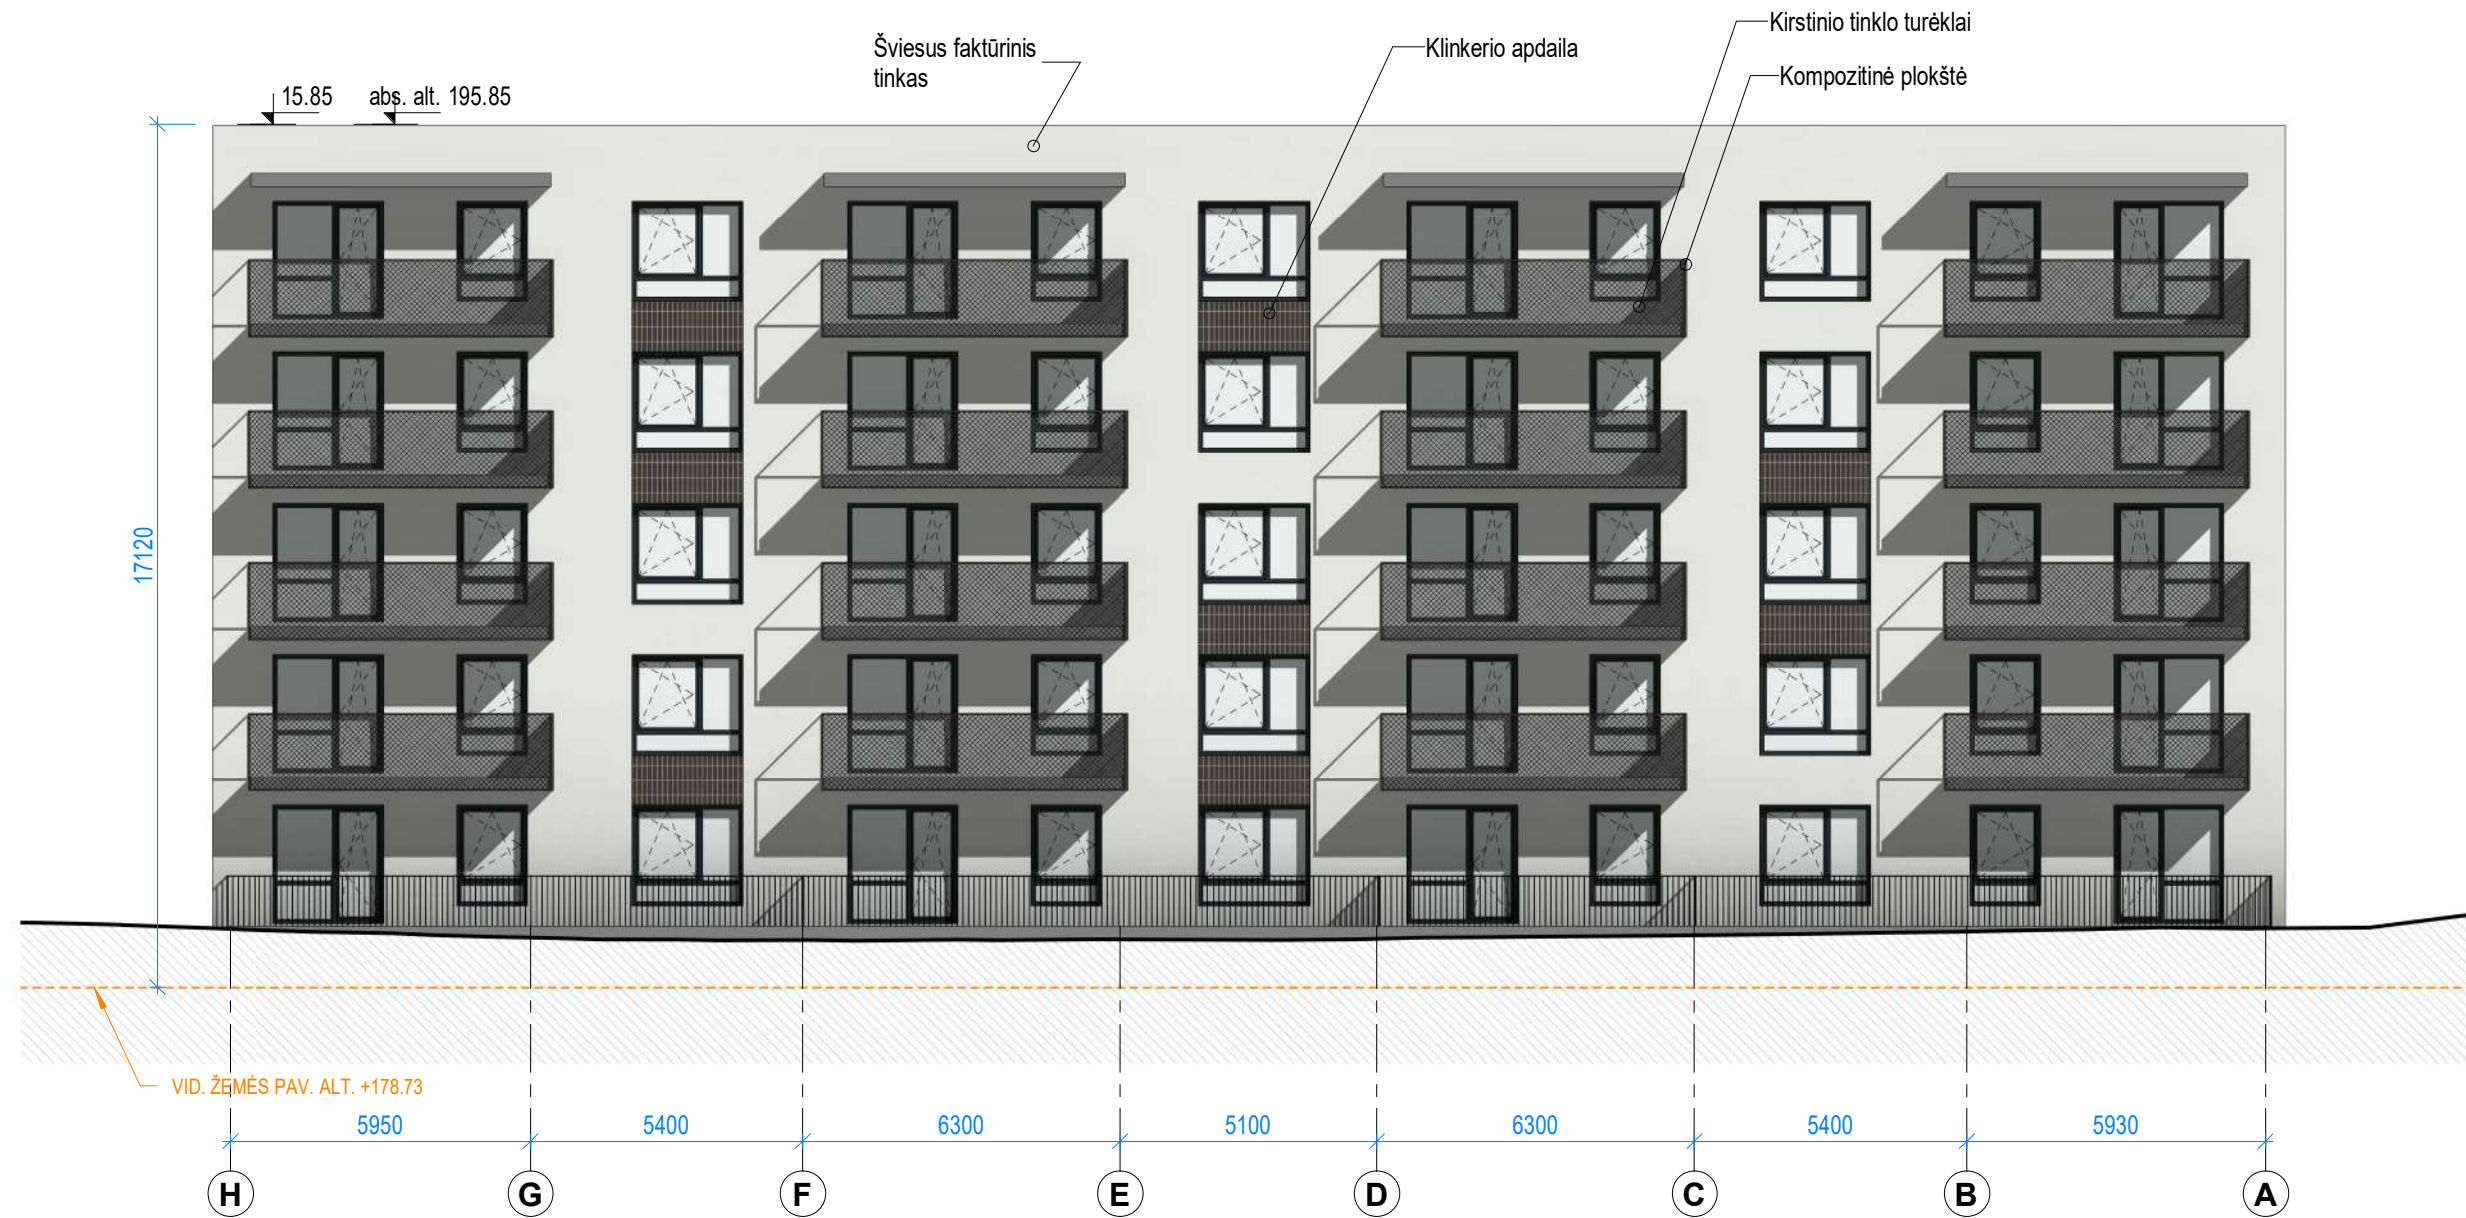 Kirstinio tinklo turėklai
Šviesus faktūrinis
tinkas
Klinkerio apdaila
Kompozitinė plokštė
15.85
abs. alt. 195.85
17120
VID. ŽEMĖS PAV. ALT. +178.73
5950
5400
6300
5100
6300
5400
5930
H
G
F
E
D
C
B
A